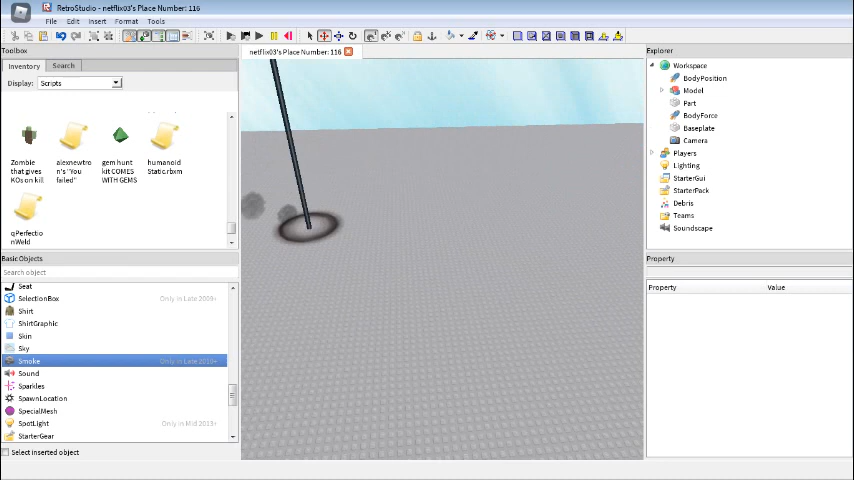 RetroStudio - netflix03's Place Number: 116
File Edit Insert Format Tools
Toolbox
Inventory Search
Display: Scripts
Zombie that gives KOs on kill
alexnewtron's "You failed"
gem hunt kit COMES WITH GEMS
humanoid Static.rbxm
qPerfectionWeld
Basic Objects
Search object
Seat
SelectionBox Only in Late 2009+
Shirt
ShirtGraphic
Skin
Sky
Smoke Only in Late 2010+
Sound
Sparkles
SpawnLocation
SpecialMesh
SpotLight Only in Mid 2013+
StarterGear
Select inserted object
netflix03's Place Number: 116
Explorer
Workspace
BodyPosition
Model
Part
BodyForce
Baseplate
Camera
Players
Lighting
StarterGui
StarterPack
Debris
Teams
Soundscape
Property
Property Value